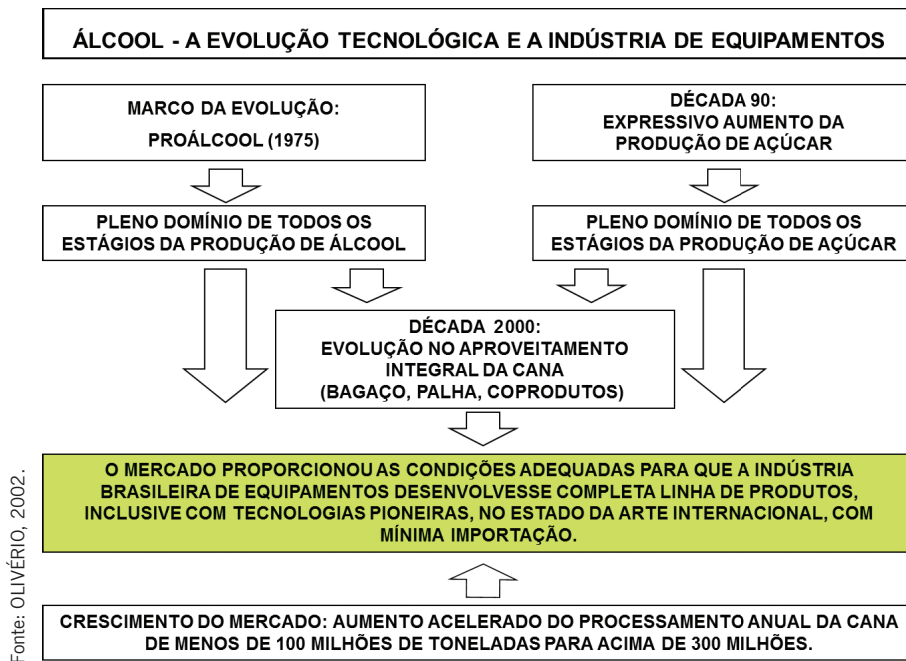 ÁLCOOL - A EVOLUÇÃO TECNOLÓGICA E A INDÚSTRIA DE EQUIPAMENTOS
MARCO DA EVOLUÇÃO:
PROÁLCOOL (1975)
DÉCADA 90:
EXPRESSIVO AUMENTO DA
PRODUÇÃO DE AÇÚCAR
PLENO DOMÍNIO DE TODOS OS
ESTÁGIOS DA PRODUÇÃO DE ÁLCOOL
PLENO DOMÍNIO DE TODOS OS
ESTÁGIOS DA PRODUÇÃO DE AÇÚCAR
DÉCADA 2000:
EVOLUÇÃO NO APROVEITAMENTO
INTEGRAL DA CANA
(BAGAÇO, PALHA, COPRODUTOS)
O MERCADO PROPORCIONOU AS CONDIÇÕES ADEQUADAS PARA QUE A INDÚSTRIA
BRASILEIRA DE EQUIPAMENTOS DESENVOLVESSE COMPLETA LINHA DE PRODUTOS,
INCLUSIVE COM TECNOLOGIAS PIONEIRAS, NO ESTADO DA ARTE INTERNACIONAL, COM
MÍNIMA IMPORTAÇÃO.
CRESCIMENTO DO MERCADO: AUMENTO ACELERADO DO PROCESSAMENTO ANUAL DA CANA
DE MENOS DE 100 MILHÕES DE TONELADAS PARA ACIMA DE 300 MILHÕES.
Fonte: OLIVÉRIO, 2002.